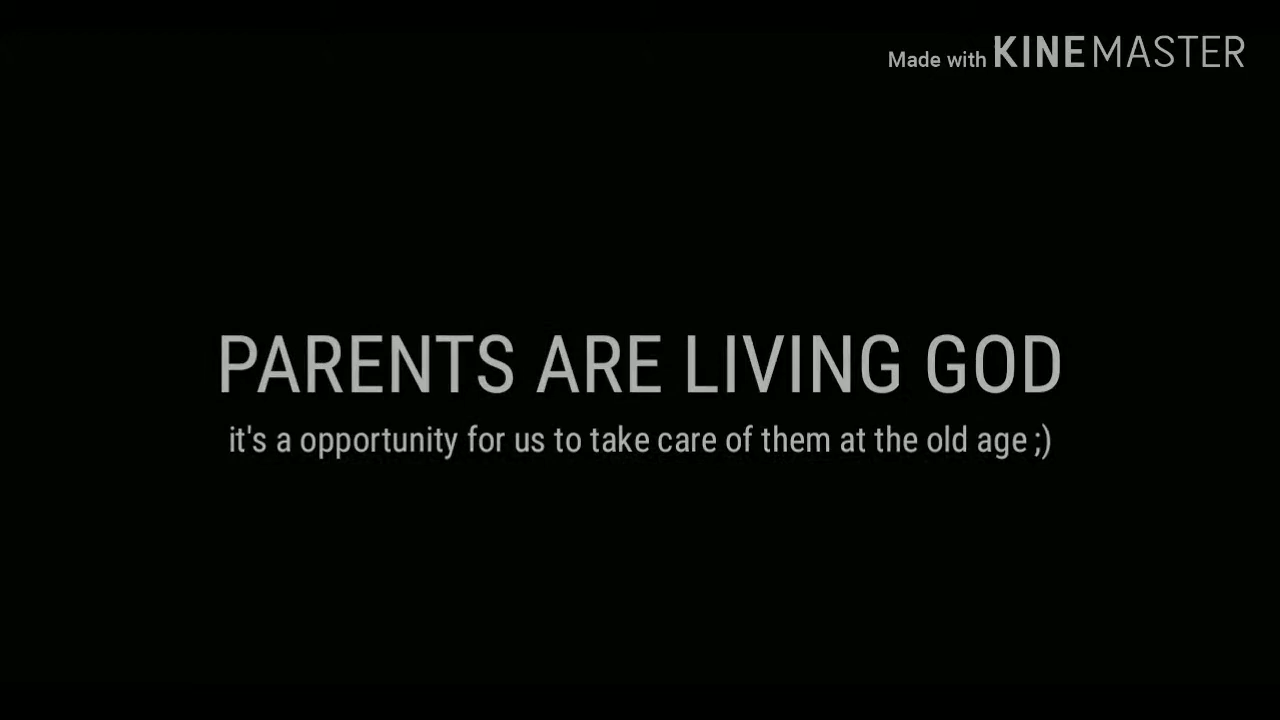 Made with KINEMASTER
PARENTS ARE LIVING GOD
it's a opportunity for us to take care of them at the old age ;)